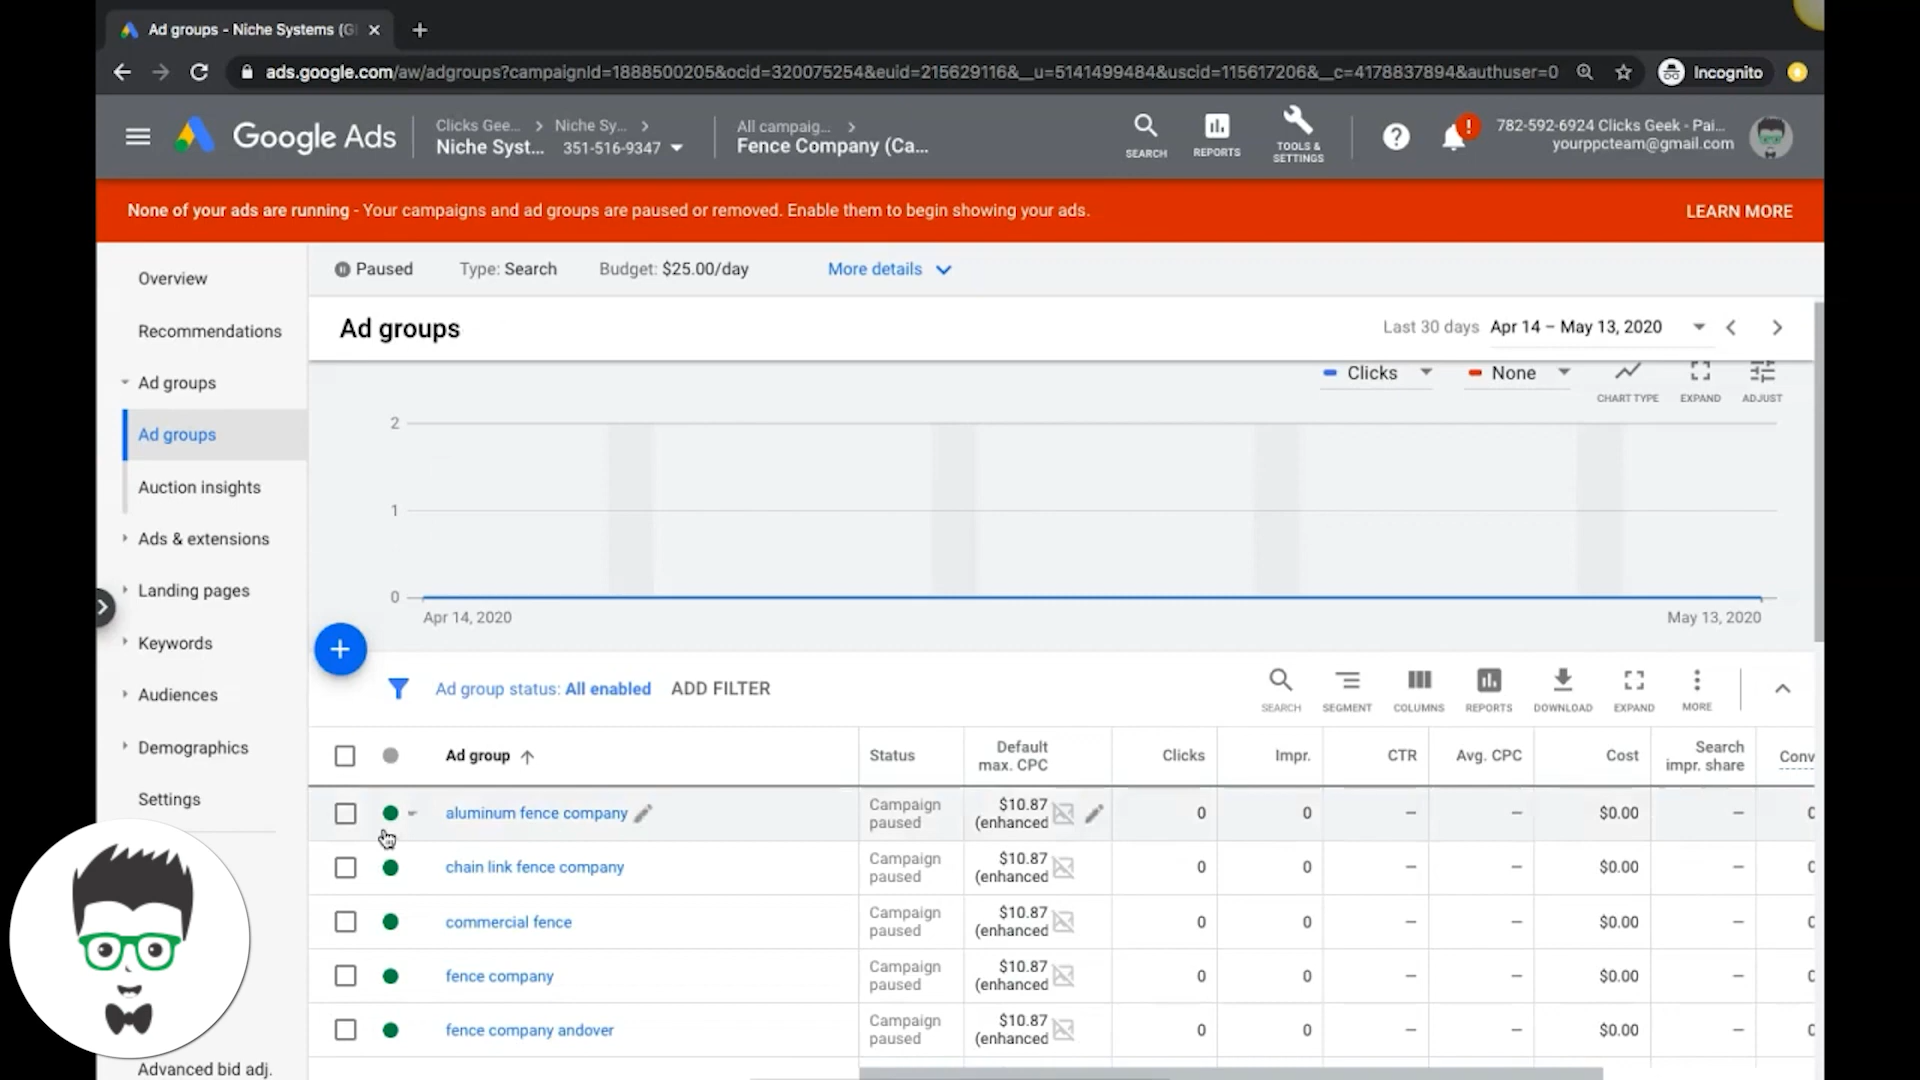 Ad groups - Niche Systems (G
ads.google.com/aw/adgroups?campaignId=1888500205&ocid=320075254&euid=215629116&__u=5141499484&uscid=115617206&__c=4178837894&authuser=0
Incognito
Google Ads
Clicks Gee... > Niche Sy... >
Niche Syst... 351-516-9347
All campaig... >
Fence Company (Ca...
SEARCH
REPORTS
TOOLS & SETTINGS
782-592-6924 Clicks Geek - Pai...
yourppcteam@gmail.com
None of your ads are running - Your campaigns and ad groups are paused or removed. Enable them to begin showing your ads.
LEARN MORE
Overview
Recommendations
Ad groups
Ad groups
Auction insights
Ads & extensions
Landing pages
Keywords
Audiences
Demographics
Settings
Advanced bid adj.
Paused Type: Search Budget: $25.00/day More details
Ad groups
Last 30 days Apr 14 – May 13, 2020
Clicks None
CHART TYPE EXPAND ADJUST
2
1
0
Apr 14, 2020 May 13, 2020
Ad group status: All enabled ADD FILTER
SEARCH SEGMENT COLUMNS REPORTS DOWNLOAD EXPAND MORE
Ad group Status Default max. CPC Clicks Impr. CTR Avg. CPC Cost Search impr. share Conv
aluminum fence company Campaign paused $10.87 (enhanced 0 0 – – $0.00 –
chain link fence company Campaign paused $10.87 (enhanced 0 0 – – $0.00 –
commercial fence Campaign paused $10.87 (enhanced 0 0 – – $0.00 –
fence company Campaign paused $10.87 (enhanced 0 0 – – $0.00 –
fence company andover Campaign paused $10.87 (enhanced 0 0 – – $0.00 –